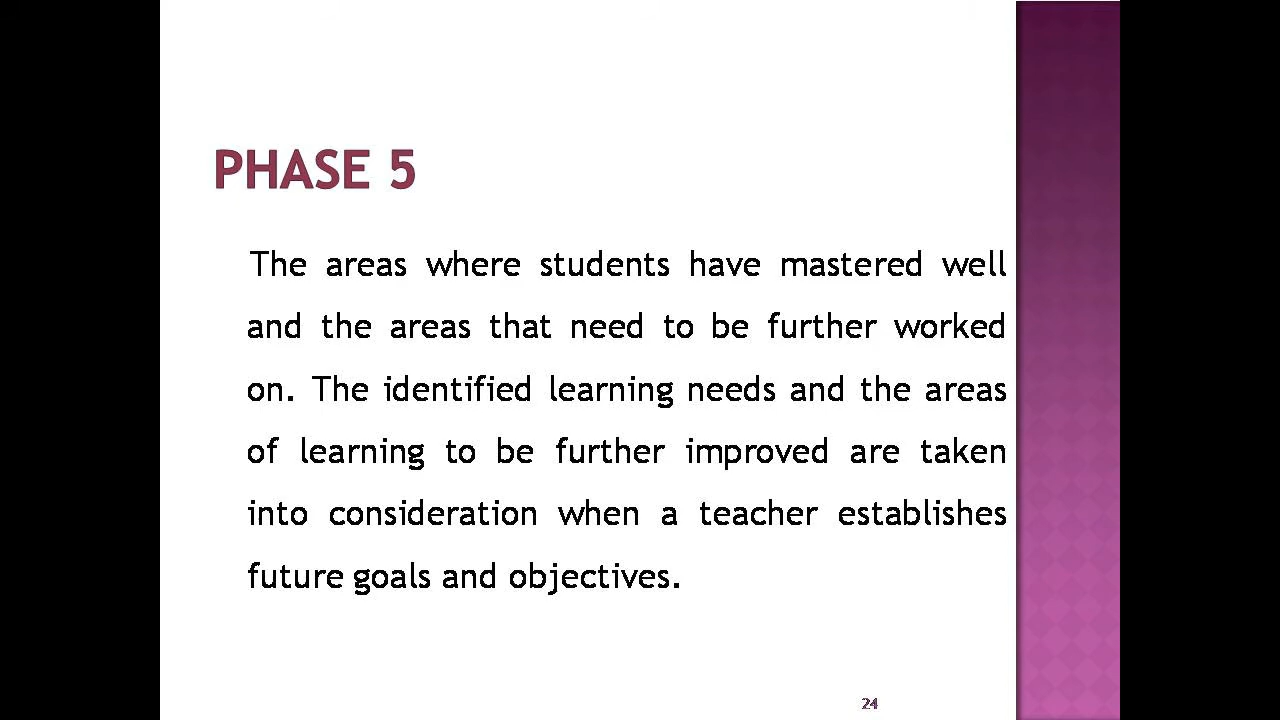 PHASE 5
The areas where students have mastered well
and the areas that need to be further worked
on. The identified learning needs and the areas
of learning to be further improved are taken
into consideration when a teacher establishes
future goals and objectives.
24